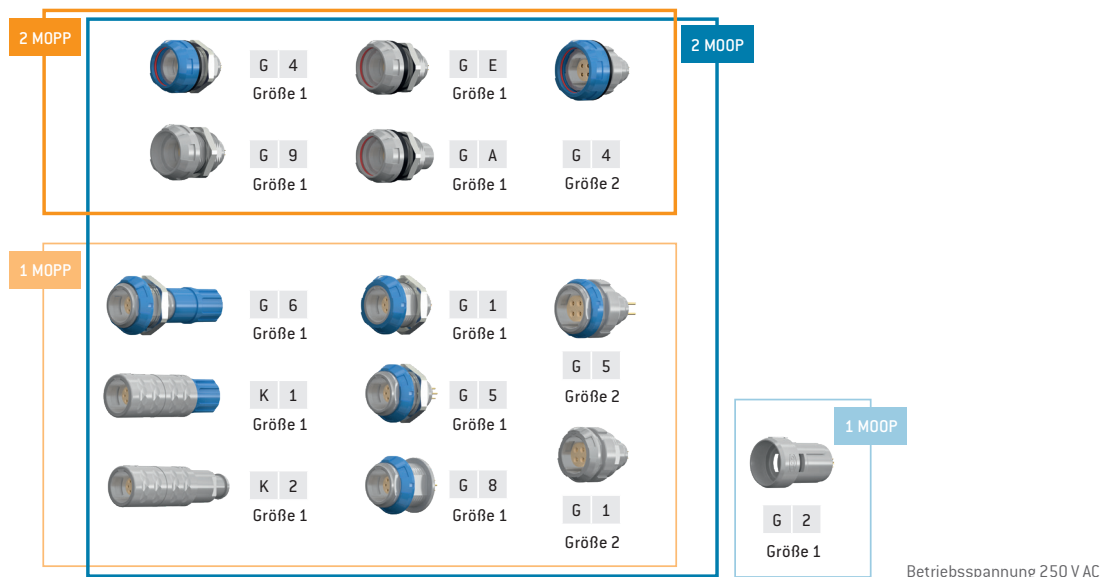 2 MOPP
2 MOOP
G 4
Größe 1
G E
Größe 1
G 9
Größe 1
G A
Größe 1
G 4
Größe 2
1 MOPP
G 6
Größe 1
G 1
Größe 1
G 5
Größe 2
K 1
Größe 1
G 5
Größe 1
K 2
Größe 1
G 8
Größe 1
G 1
Größe 2
1 MOOP
G 2
Größe 1
Betriebsspannung 250 V AC